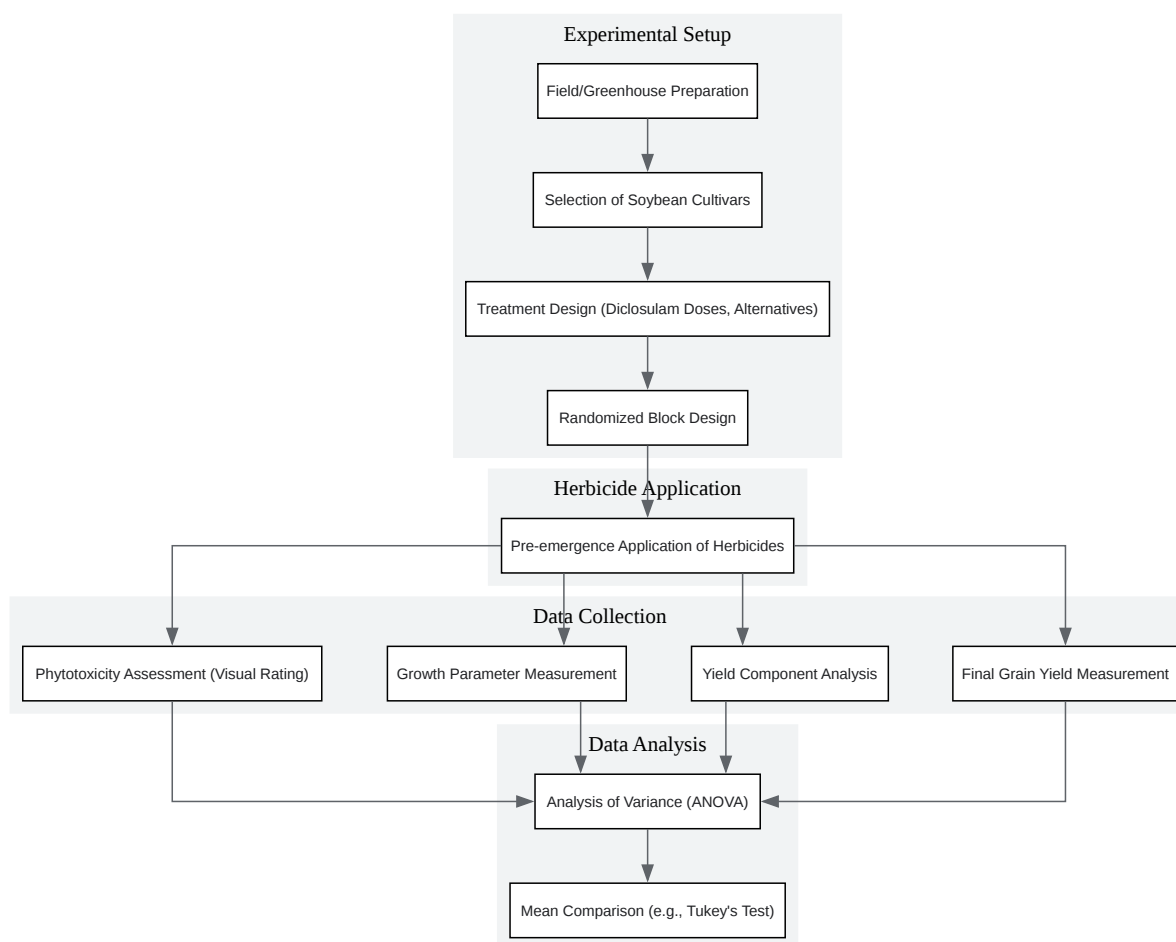 Experimental Setup
Field/Greenhouse Preparation
Selection of Soybean Cultivars
Treatment Design (Diclosulam Doses, Alternatives)
Randomized Block Design
Herbicide Application
Pre-emergence Application of Herbicides
Data Collection
Phytotoxicity Assessment (Visual Rating)
Growth Parameter Measurement
Yield Component Analysis
Final Grain Yield Measurement
Data Analysis
Analysis of Variance (ANOVA)
Mean Comparison (e.g., Tukey's Test)